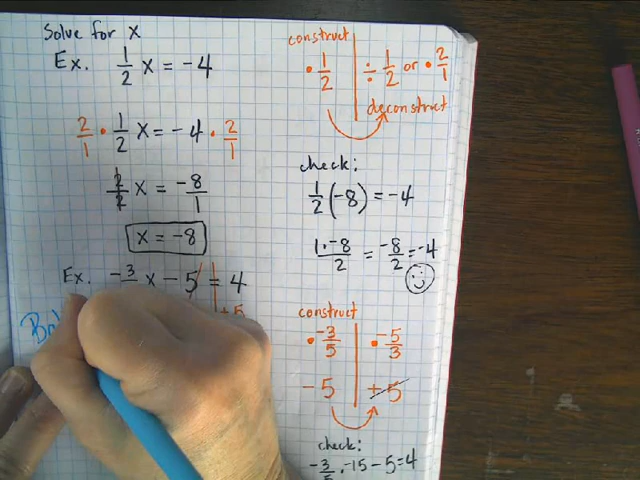 Solve for x
Ex. 1/2 x = -4
2/1 • 1/2 x = -4 • 2/1
2/2 x = -8/1
x = -8
Ex. -3 x - 5 = 4
+5
construct
• 1/2 ÷ 1/2 or • 2/1
deconstruct
check:
1/2 (-8) = -4
1•-8/2 = -8/2 = -4
construct
• -3/5 • -5/3
-5 +5
check:
-3/5 • -15 - 5 = 4